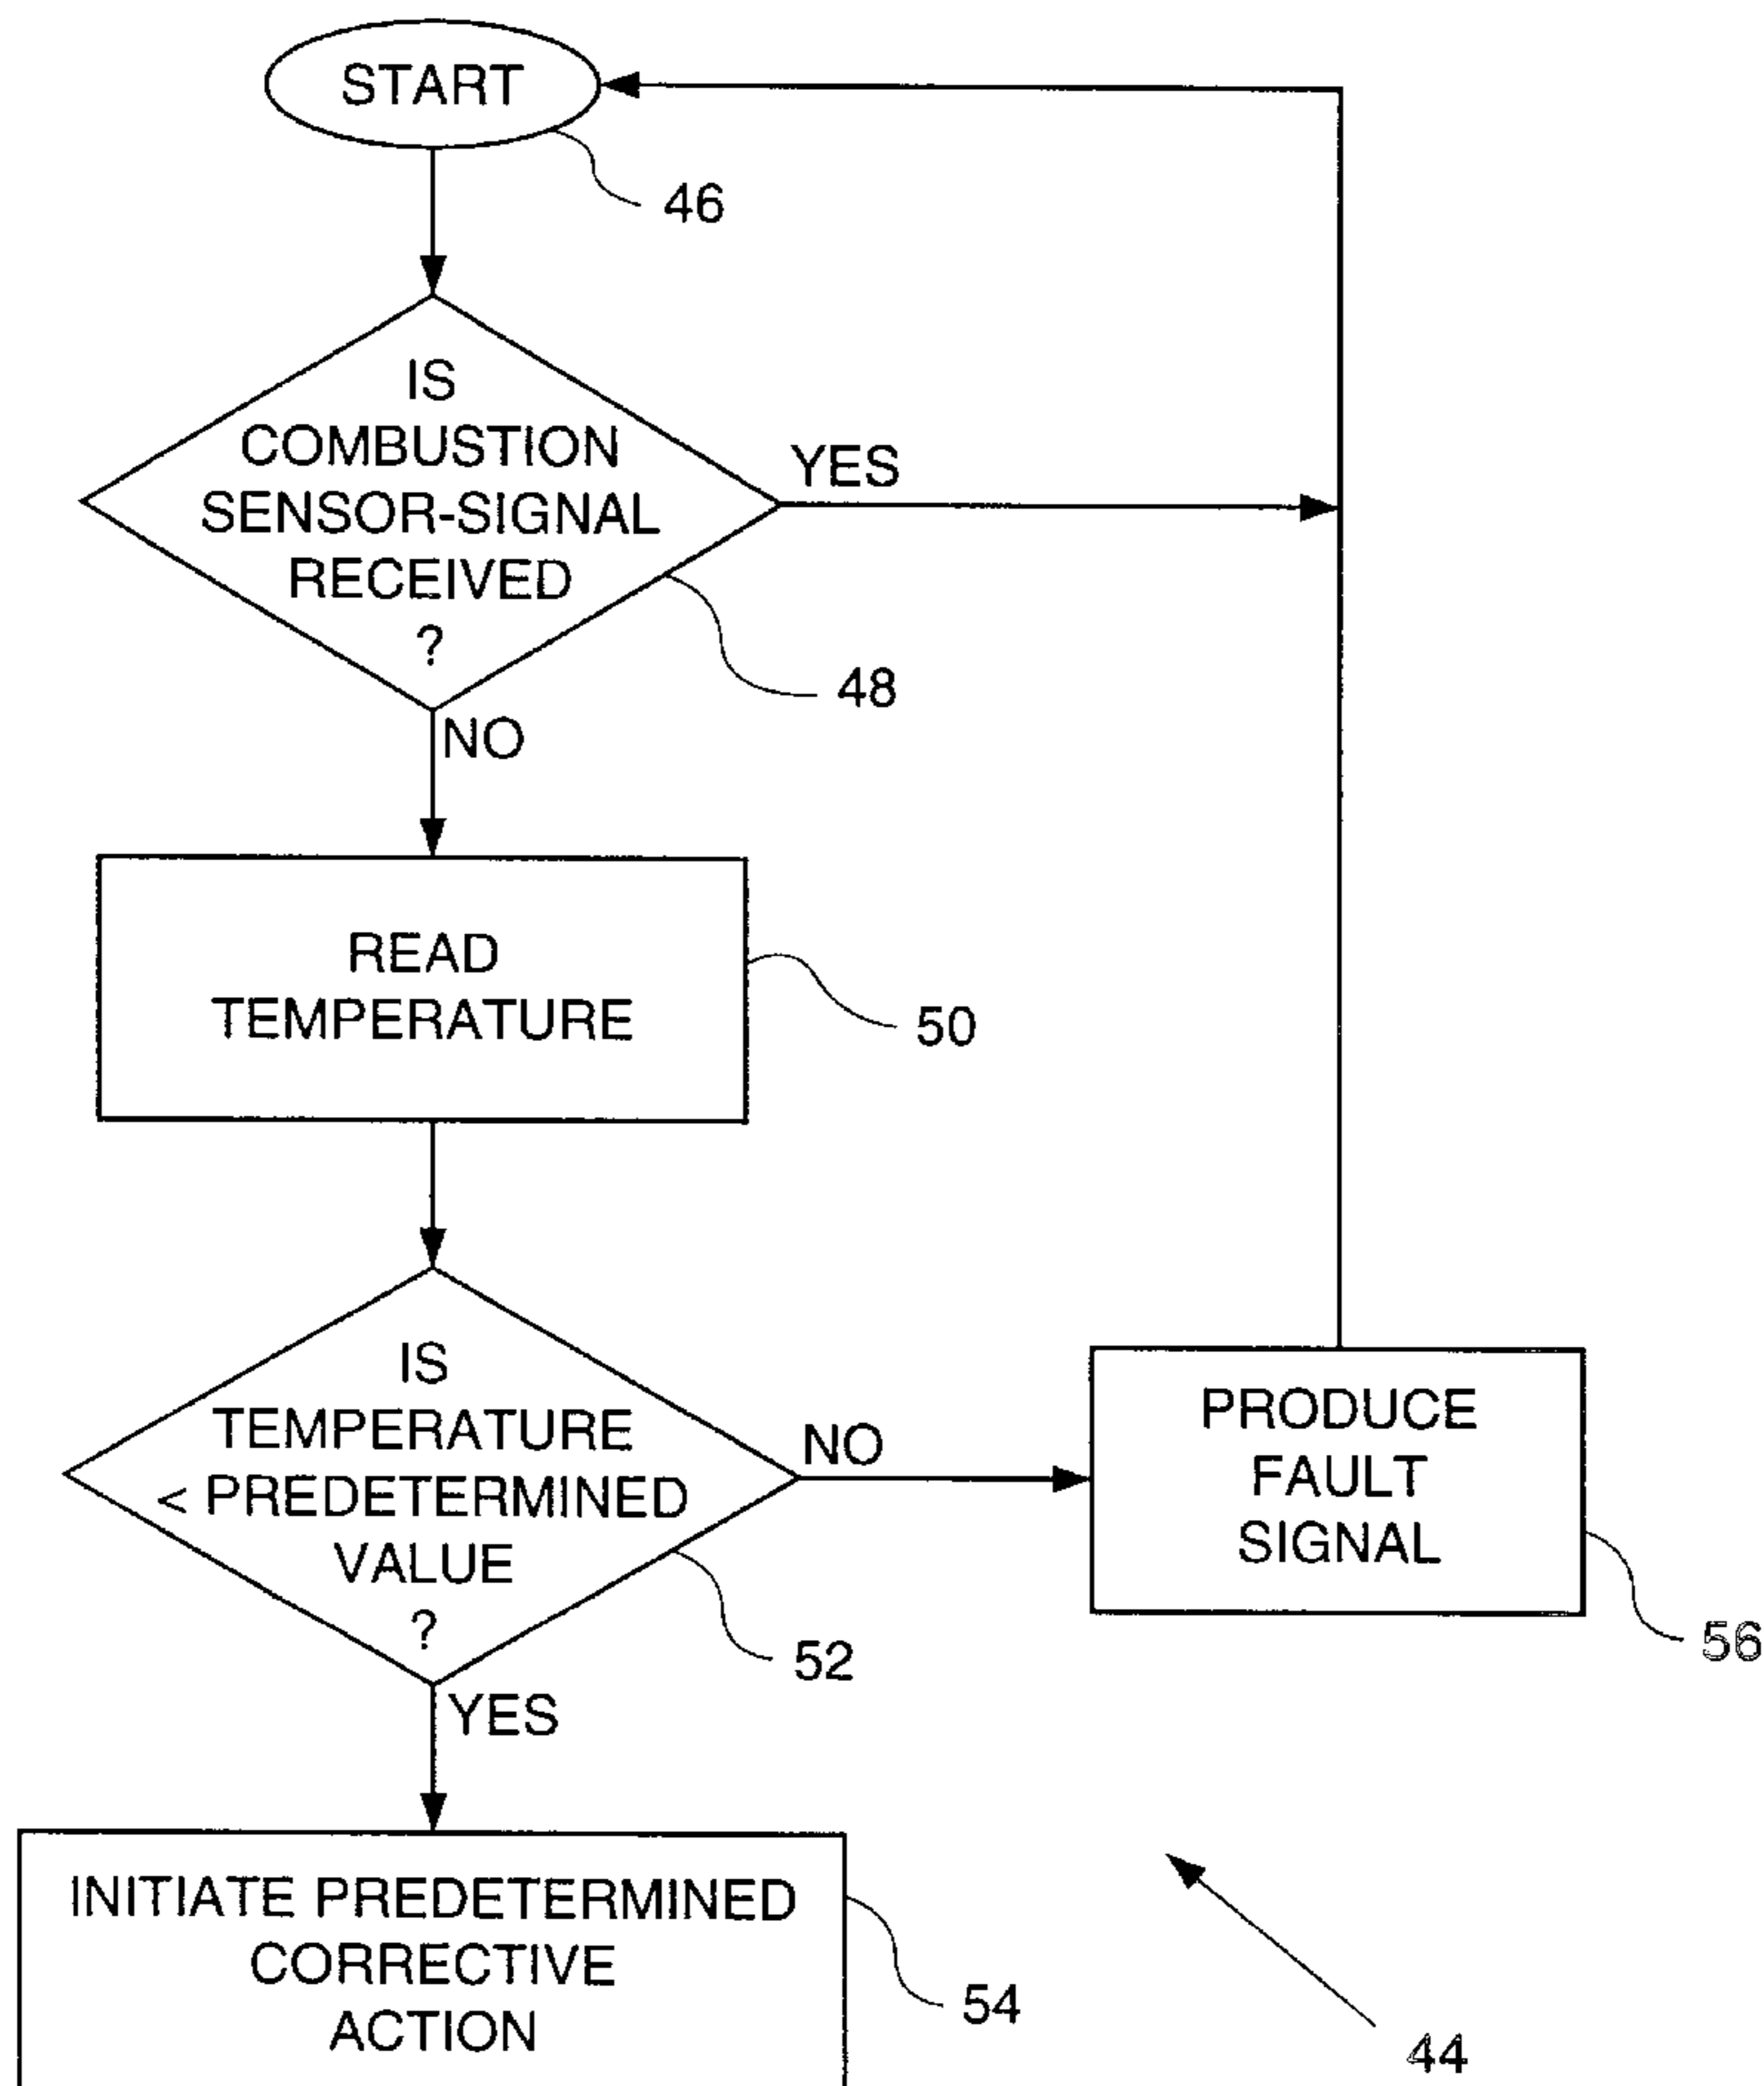 START
46
IS
COMBUSTION
SENSOR-SIGNAL
RECEIVED
?
YES
48
NO
READ
TEMPERATURE
50
IS
TEMPERATURE
< PREDETERMINED
VALUE
?
NO
52
YES
PRODUCE
FAULT
SIGNAL
56
INITIATE PREDETERMINED
CORRECTIVE
ACTION
54
44